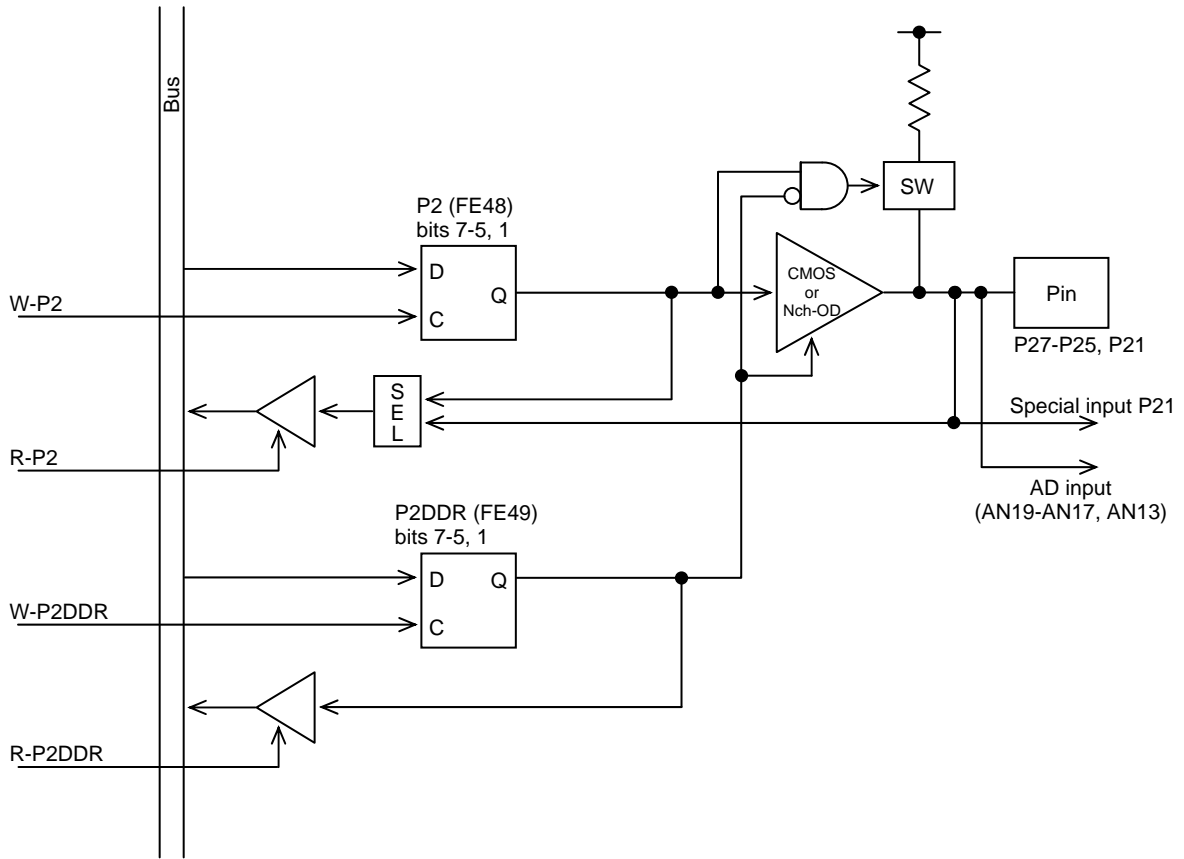 Bus
SW
P2 (FE48)
bits 7-5, 1
D
Q
C
CMOS
or
Nch-OD
Pin
P27-P25, P21
W-P2
S
E
L
Special input P21
R-P2
AD input
(AN19-AN17, AN13)
P2DDR (FE49)
bits 7-5, 1
D
Q
C
W-P2DDR
R-P2DDR